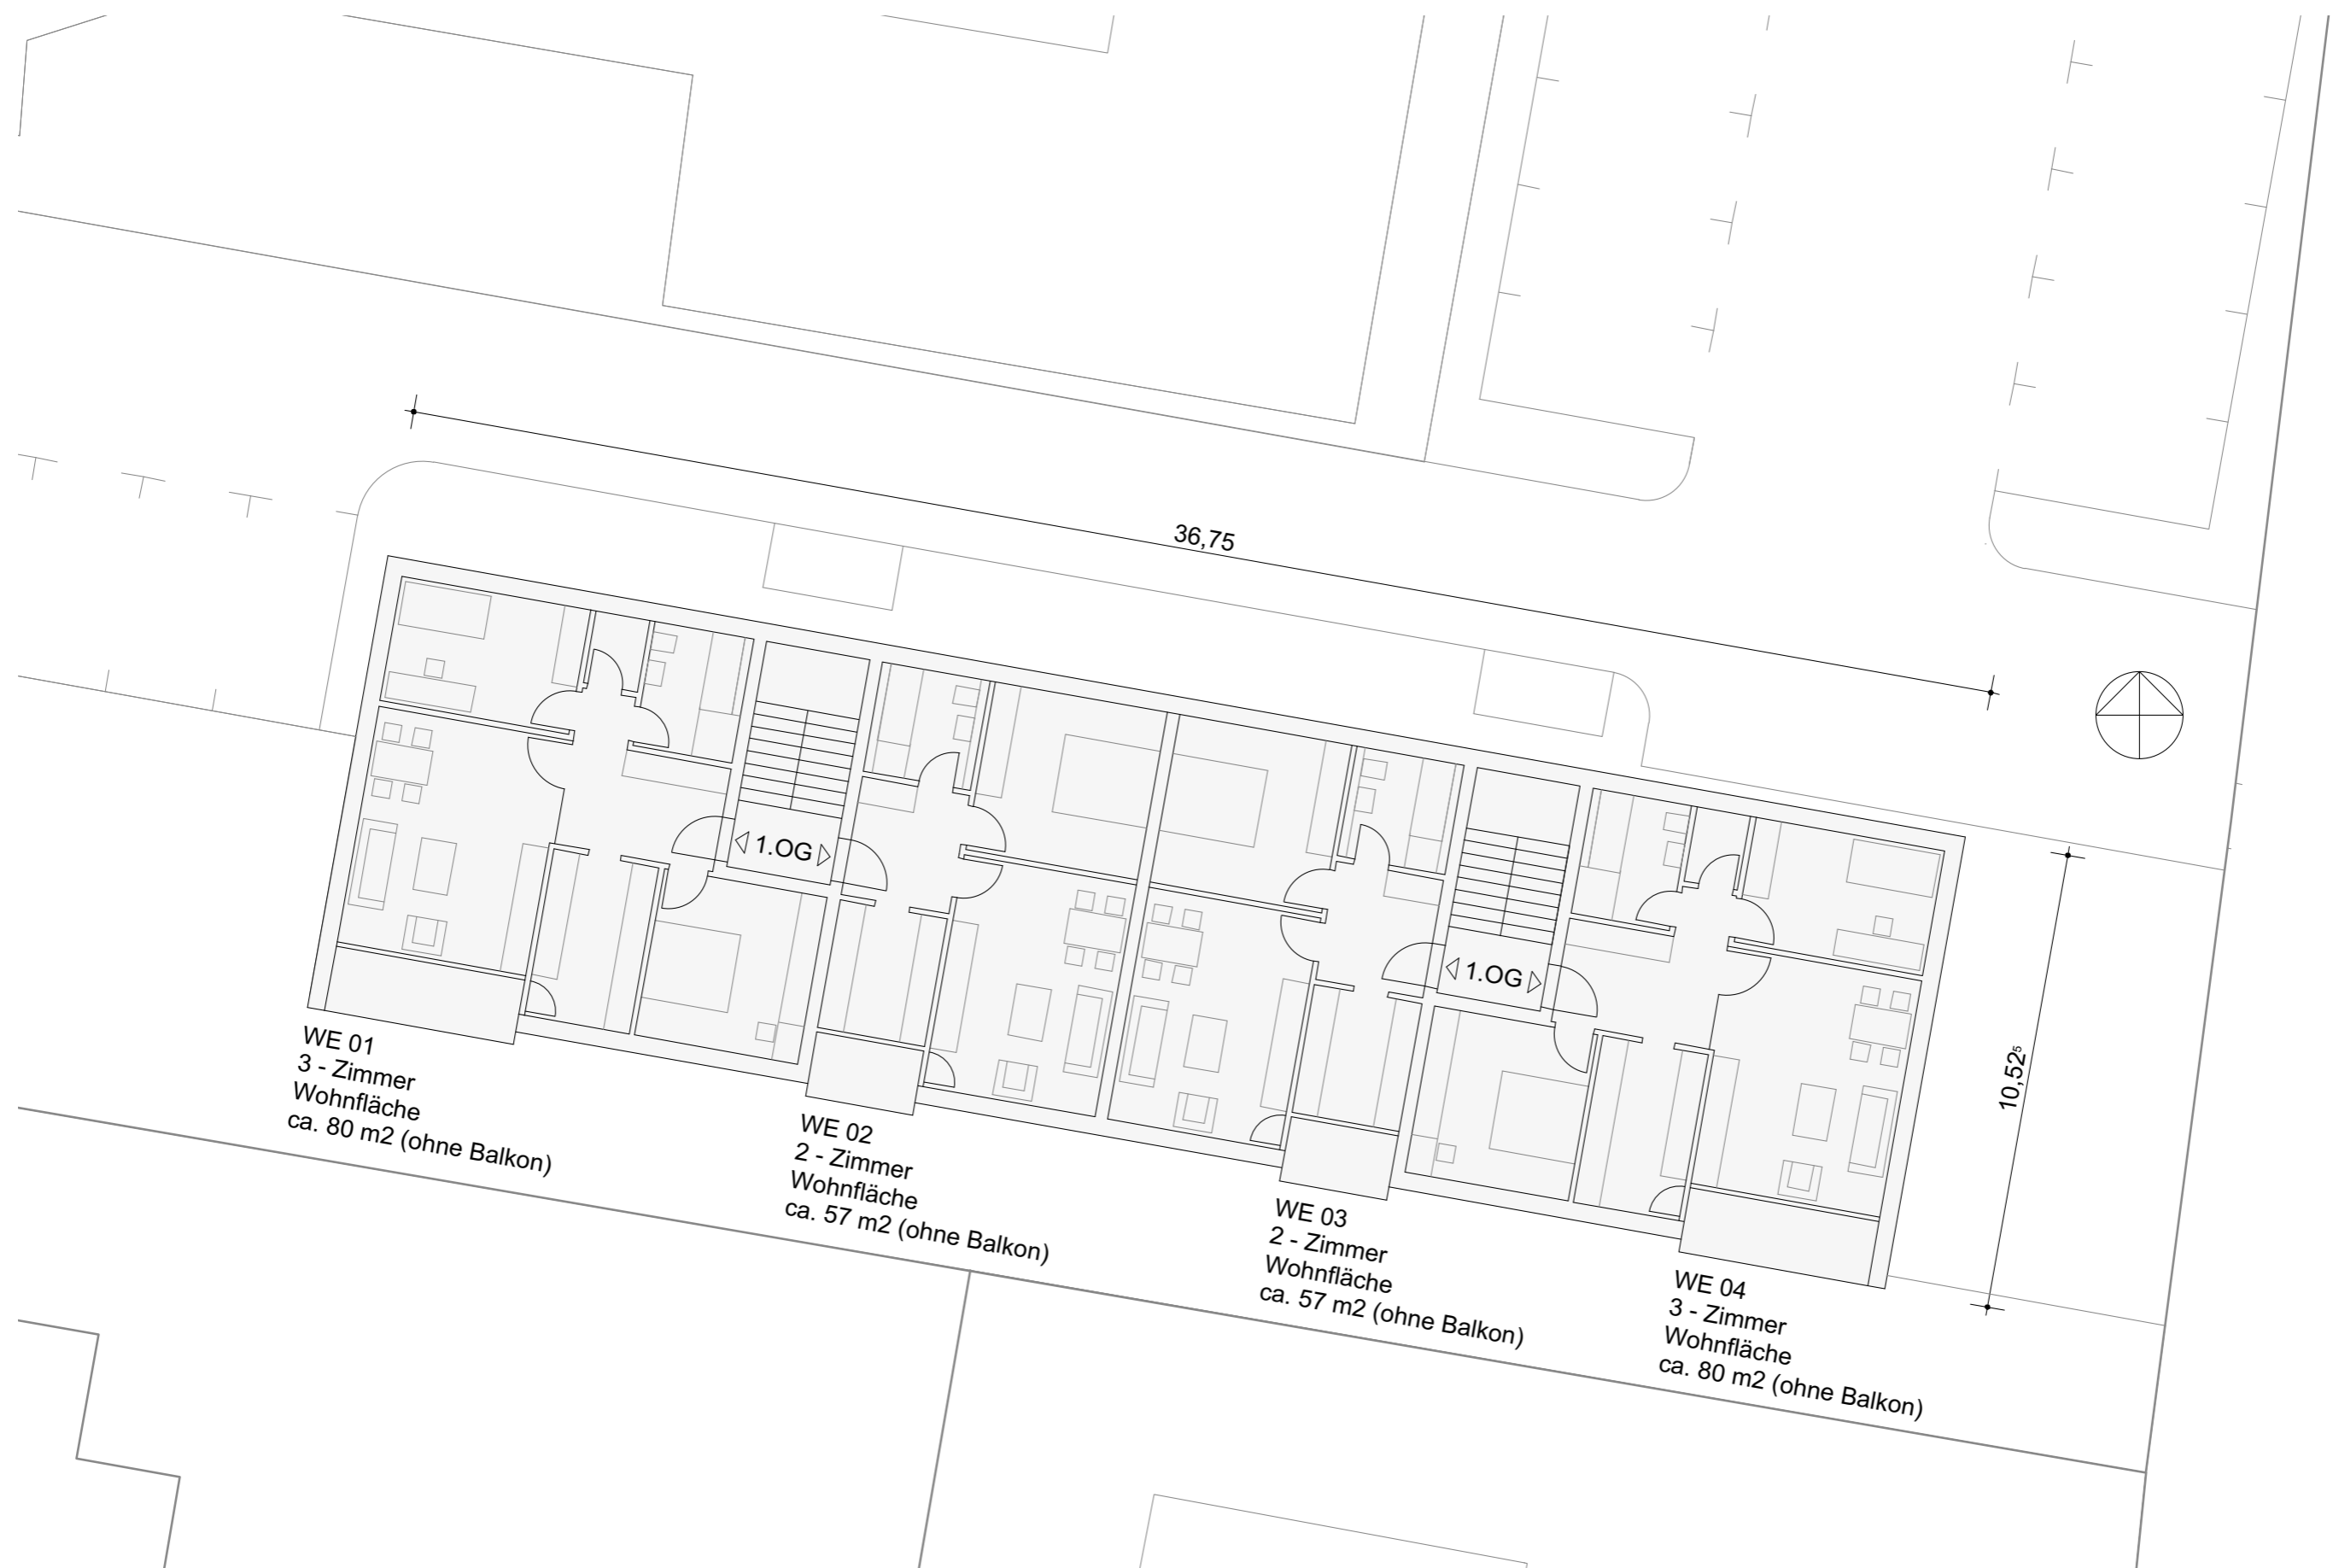 36,75
1.OG
1.OG
10,52⁵
WE 01
3 - Zimmer
Wohnfläche
ca. 80 m2 (ohne Balkon)
WE 02
2 - Zimmer
Wohnfläche
ca. 57 m2 (ohne Balkon)
WE 03
2 - Zimmer
Wohnfläche
ca. 57 m2 (ohne Balkon)
WE 04
3 - Zimmer
Wohnfläche
ca. 80 m2 (ohne Balkon)